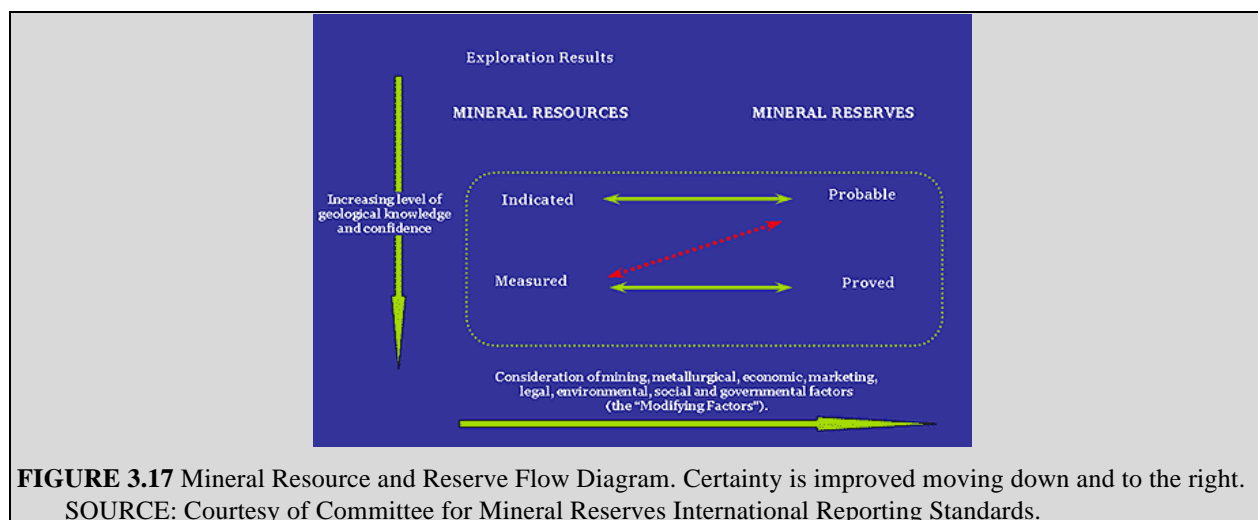 Exploration Results
MINERAL RESOURCES MINERAL RESERVES
Increasing level of
geological knowledge
and confidence
Indicated Probable
Measured Proved
Consideration of mining, metallurgical, economic, marketing,
legal, environmental, social and governmental factors
(the "Modifying Factors").
FIGURE 3.17 Mineral Resource and Reserve Flow Diagram. Certainty is improved moving down and to the right.
SOURCE: Courtesy of Committee for Mineral Reserves International Reporting Standards.